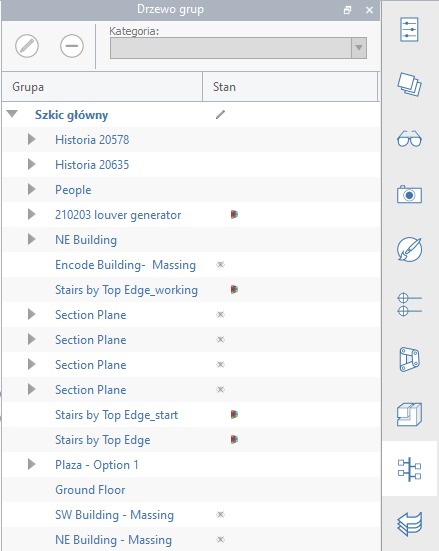 Drzewo grup
Kategoria:
Grupa Stan
Szkic główny
Historia 20578
Historia 20635
People
210203 louver generator
NE Building
Encode Building- Massing
Stairs by Top Edge_working
Section Plane
Section Plane
Section Plane
Section Plane
Stairs by Top Edge_start
Stairs by Top Edge
Plaza - Option 1
Ground Floor
SW Building - Massing
NE Building - Massing